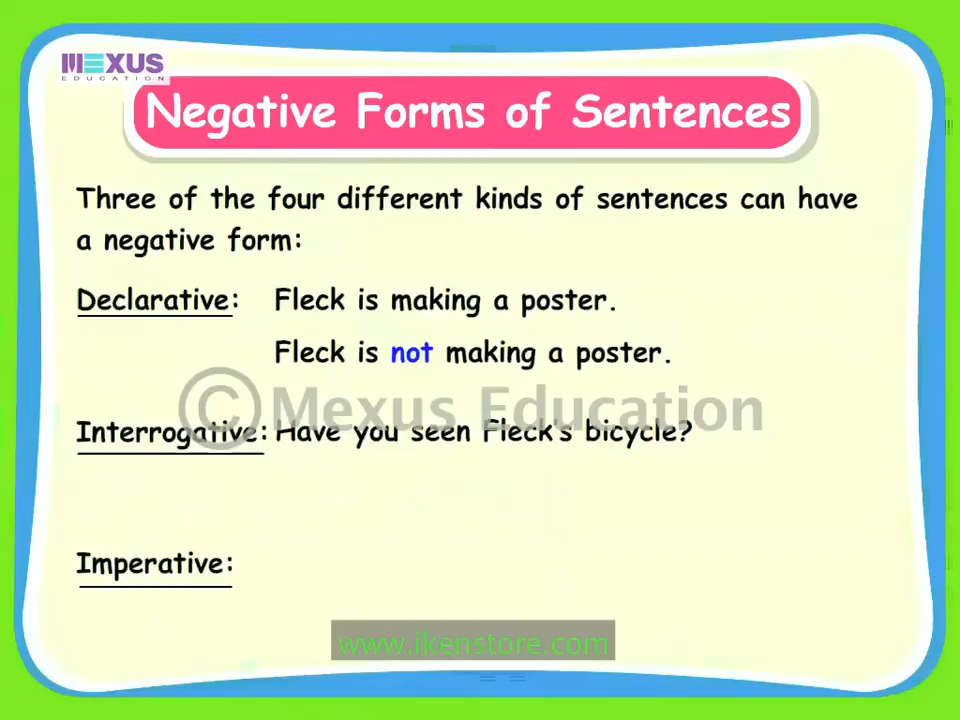 MEXUS
EDUCATION
Negative Forms of Sentences
Three of the four different kinds of sentences can have
a negative form:
Declarative: Fleck is making a poster.
Fleck is not making a poster.
© Mexus Education
Interrogative: Have you seen Fleck's bicycle?
Imperative:
www.ikenstore.com